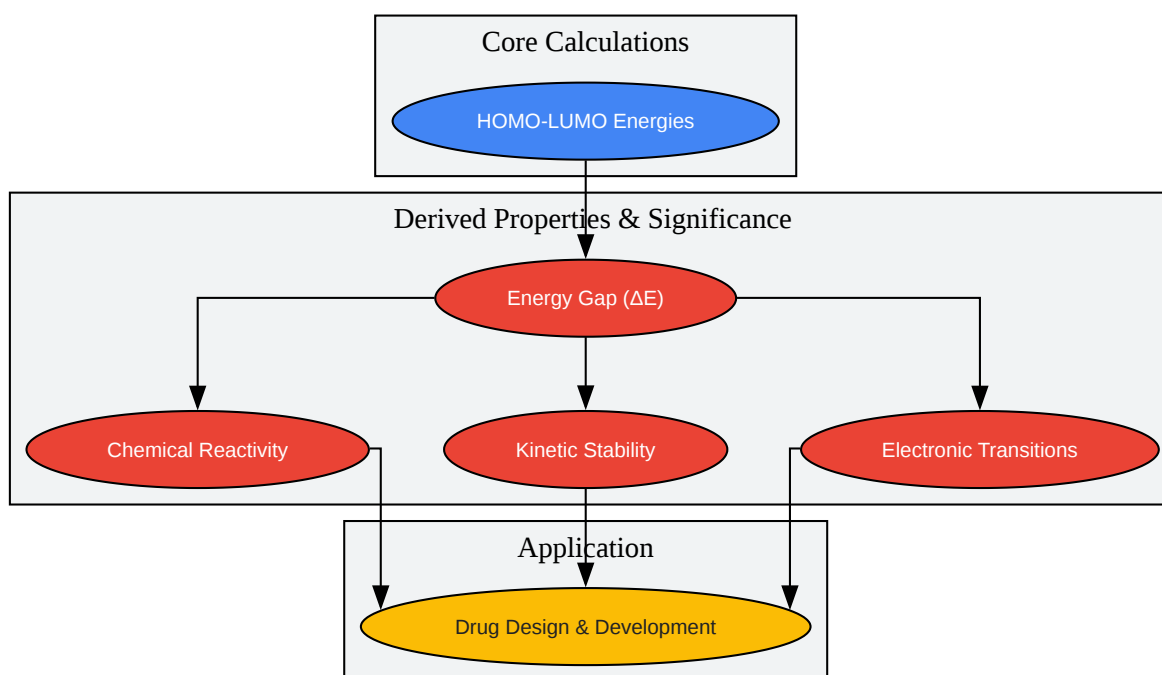 Core Calculations
HOMO-LUMO Energies
Derived Properties & Significance
Energy Gap (ΔE)
Chemical Reactivity
Kinetic Stability
Electronic Transitions
Application
Drug Design & Development